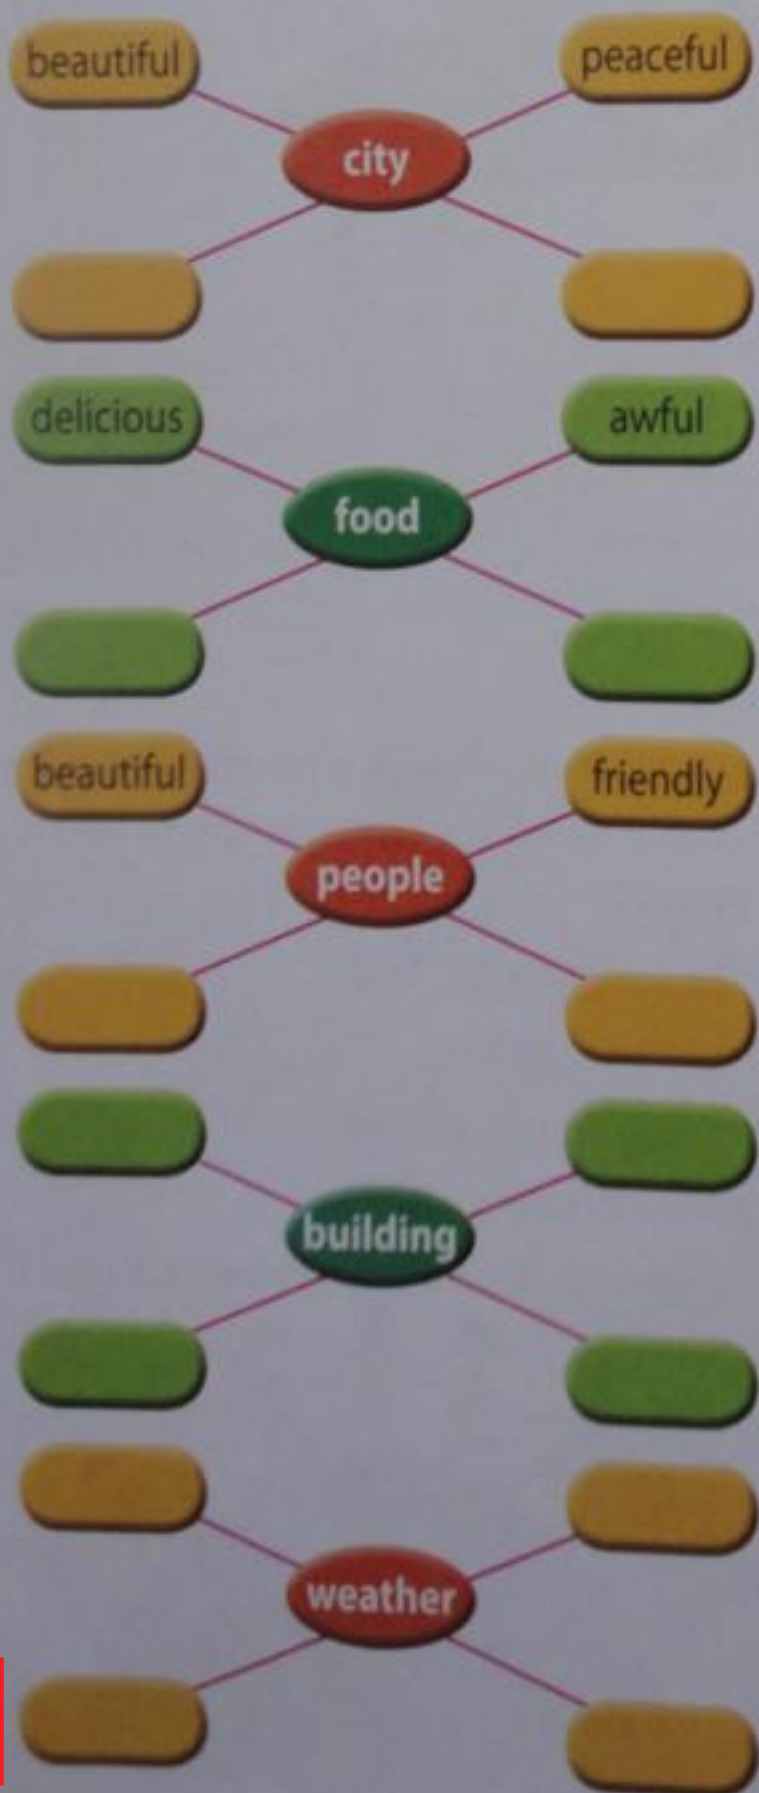 beautiful
peaceful
city
delicious
awful
food
beautiful
friendly
people
building
weather